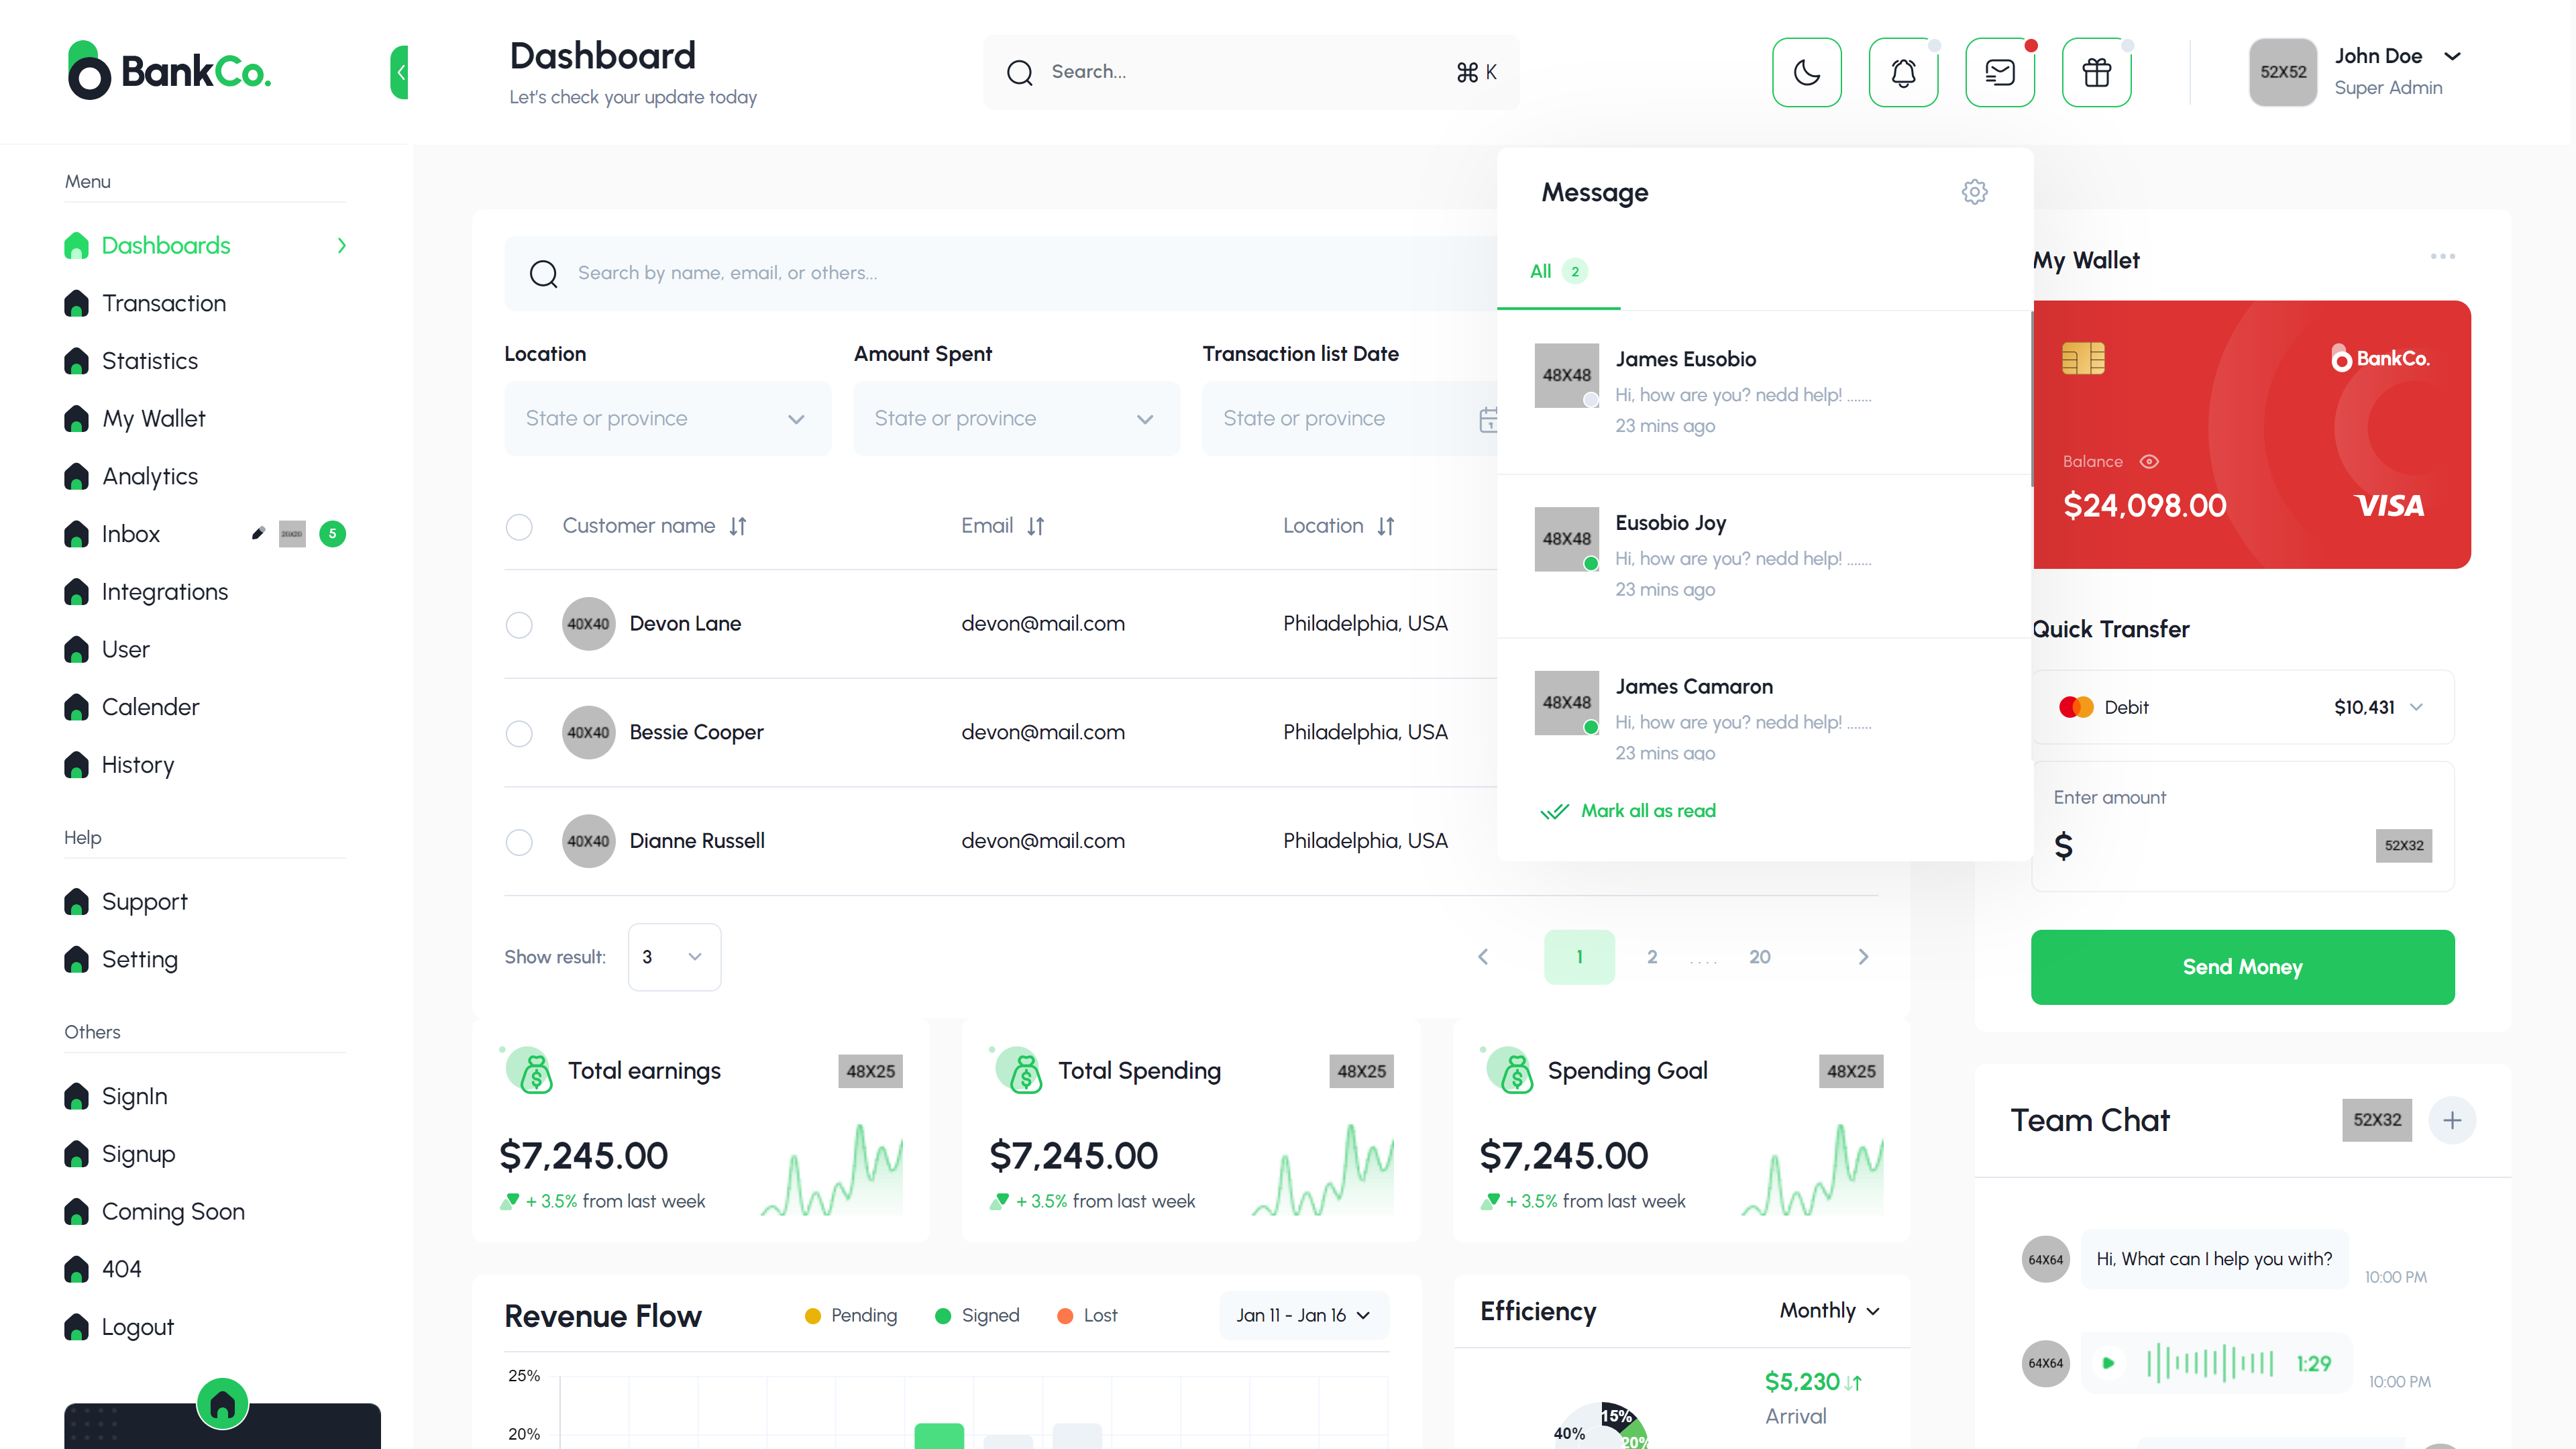 BankCo.
Dashboard
Let's check your update today
Search...
⌘ K
52X52
John Doe
Super Admin
Menu
Dashboards
Transaction
Statistics
My Wallet
Analytics
Inbox
20x20
5
Integrations
User
Calender
History
Help
Support
Setting
Others
SignIn
Signup
Coming Soon
404
Logout
Search by name, email, or others...
Location
Amount Spent
Transaction list Date
State or province
State or province
State or province
Customer name
Email
Location
40X40
Devon Lane
devon@mail.com
Philadelphia, USA
40X40
Bessie Cooper
devon@mail.com
Philadelphia, USA
40X40
Dianne Russell
devon@mail.com
Philadelphia, USA
Show result:
3
1
2
....
20
Message
All
2
48X48
James Eusobio
Hi, how are you? nedd help! .......
23 mins ago
48X48
Eusobio Joy
Hi, how are you? nedd help! .......
23 mins ago
48X48
James Camaron
Hi, how are you? nedd help! .......
23 mins ago
Mark all as read
My Wallet
BankCo.
Balance
$24,098.00
VISA
Quick Transfer
Debit
$10,431
Enter amount
$
52X32
Send Money
Total earnings
48X25
$7,245.00
+ 3.5% from last week
Total Spending
48X25
$7,245.00
+ 3.5% from last week
Spending Goal
48X25
$7,245.00
+ 3.5% from last week
Revenue Flow
Pending
Signed
Lost
Jan 11 - Jan 16
25%
20%
Efficiency
Monthly
$5,230
Arrival
15%
40%
20%
Team Chat
52X32
64X64
Hi, What can I help you with?
10:00 PM
64X64
1:29
10:00 PM